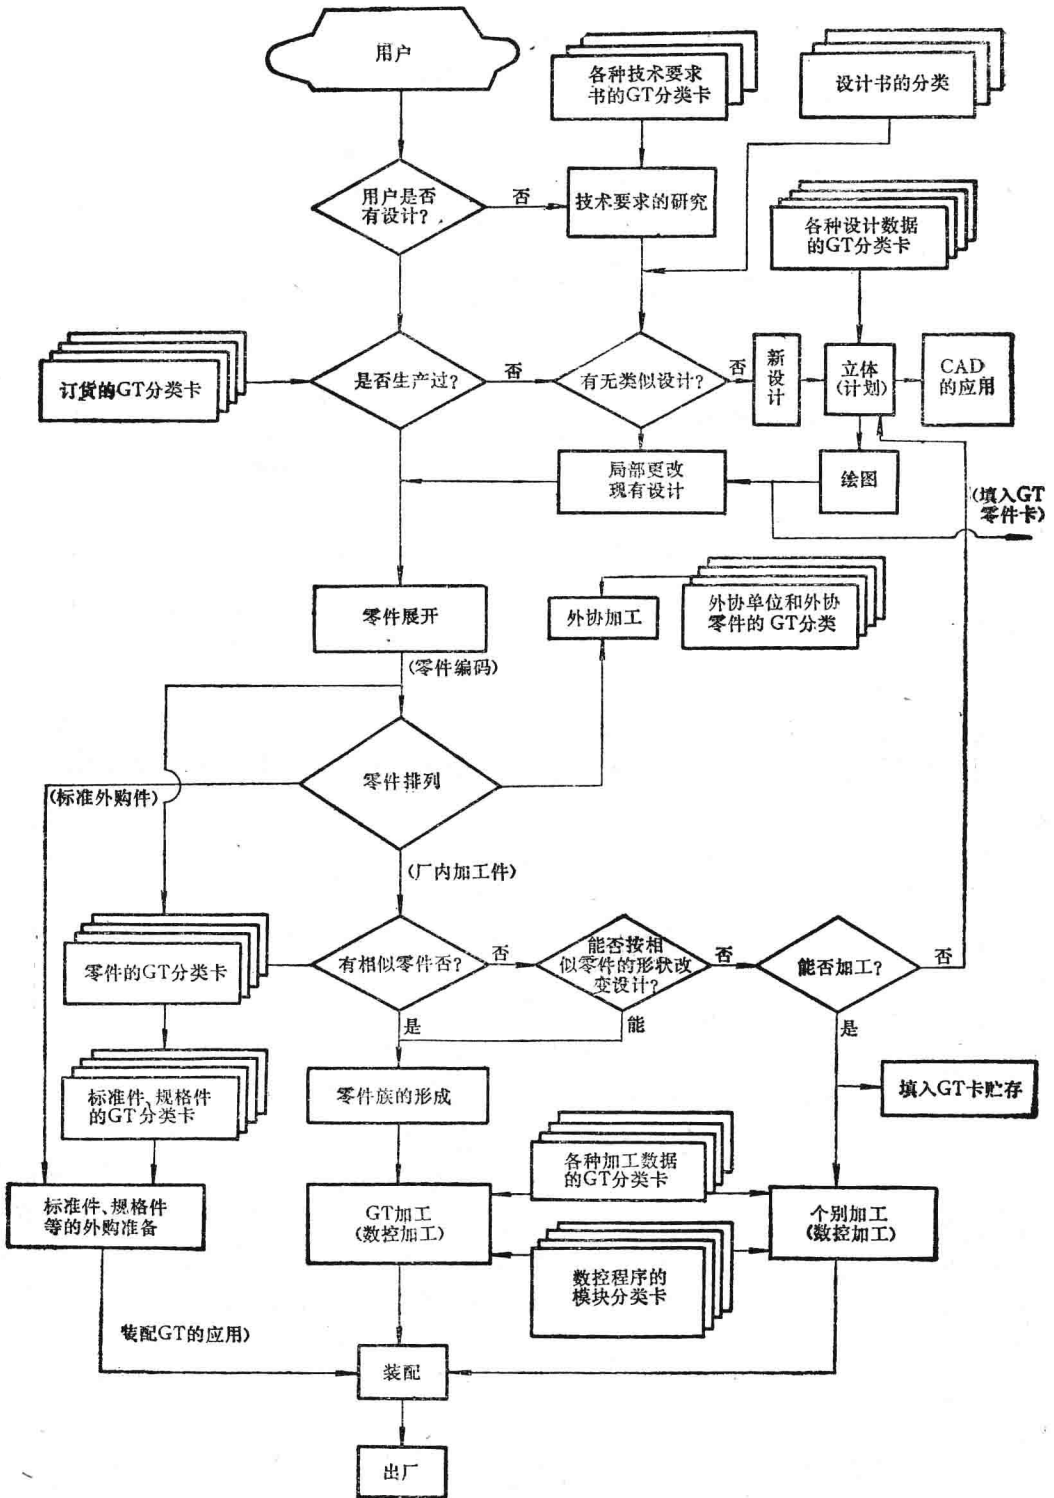 用户
各种技术要求
书的GT分类卡
设计书的分类
用户是否
有设计?
否
技术要求的研究
各种设计数据
的GT分类卡
订货的GT分类卡
是否生产过?
否
有无类似设计?
否
新
设
计
立体
(计划)
CAD
的应用
局部更改
现有设计
绘图
(填入GT
零件卡)
零件展开
外协加工
外协单位和外协
零件的GT分类
(零件编码)
零件排列
(标准外购件)
(厂内加工件)
零件的GT分类卡
有相似零件否?
否
能否按相
似零件的形状改
变设计?
否
能否加工?
否
是
能
是
标准件、规格件
的GT分类卡
零件族的形成
填入GT卡贮存
各种加工数据
的GT分类卡
标准件、规格件
等的外购准备
GT加工
(数控加工)
个别加工
(数控加工)
数控程序的
模块分类卡
装配GT的应用)
装配
出厂